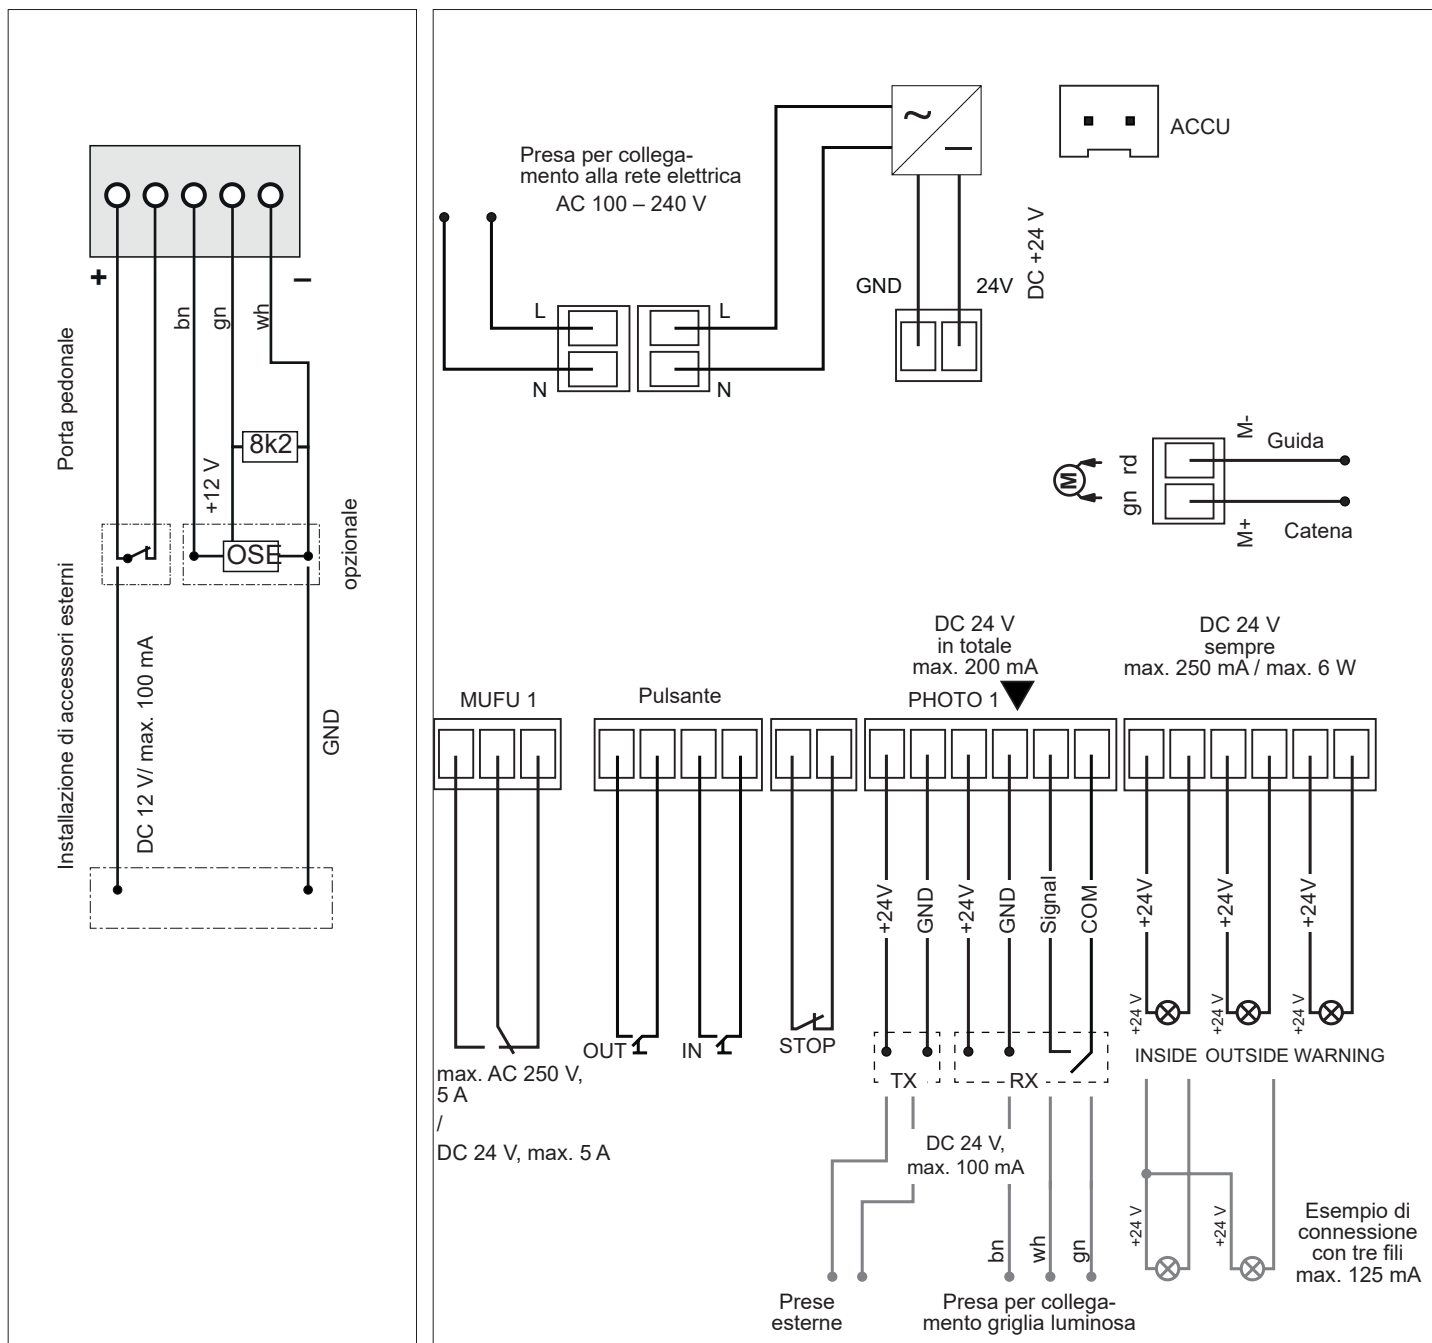 +
–
bn
gn
wh
Porta pedonale
8k2
+12 V
OSE
opzionale
Installazione di accessori esterni
DC 12 V/ max. 100 mA
GND
Presa per collega-
mento alla rete elettrica
AC 100 – 240 V
L
N
L
N
~
GND
24V
DC +24 V
ACCU
M
rd
gn
M-
M+
Guida
Catena
MUFU 1
max. AC 250 V,
5 A
/
DC 24 V, max. 5 A
Pulsante
OUT
IN
STOP
DC 24 V
in totale
max. 200 mA
PHOTO 1
+24V
GND
+24V
GND
Signal
COM
TX
RX
DC 24 V,
max. 100 mA
bn
wh
gn
Prese
esterne
Presa per collega-
mento griglia luminosa
DC 24 V
sempre
max. 250 mA / max. 6 W
+24V
+24V
+24V
+24 V
+24 V
+24 V
INSIDE
OUTSIDE
WARNING
+24 V
+24 V
Esempio di
connessione
con tre fili
max. 125 mA